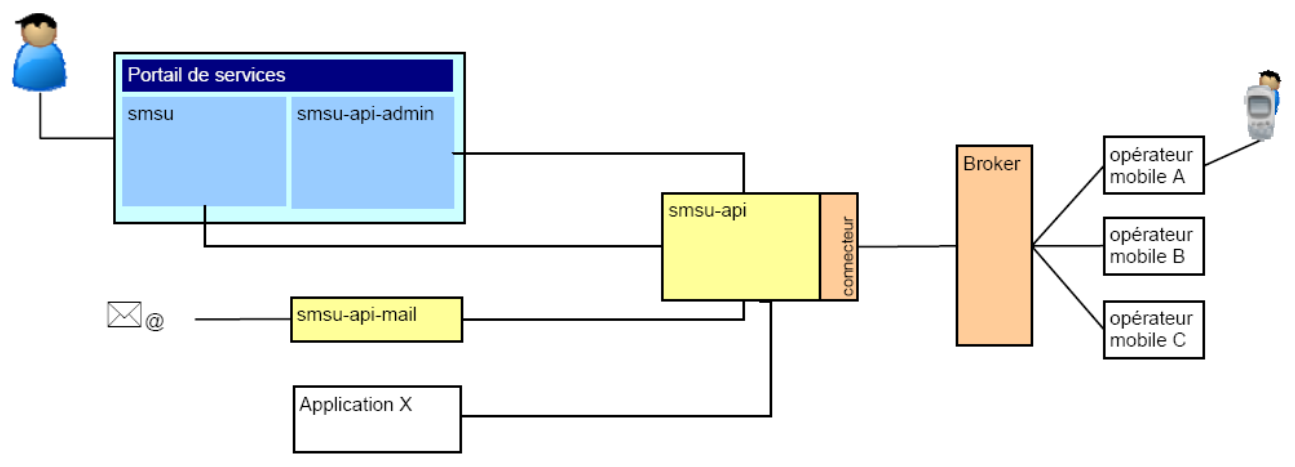 Portail de services
smsu
smsu-api-admin
smsu-api
connecteur
Broker
opérateur
mobile A
opérateur
mobile B
opérateur
mobile C
@
smsu-api-mail
Application X